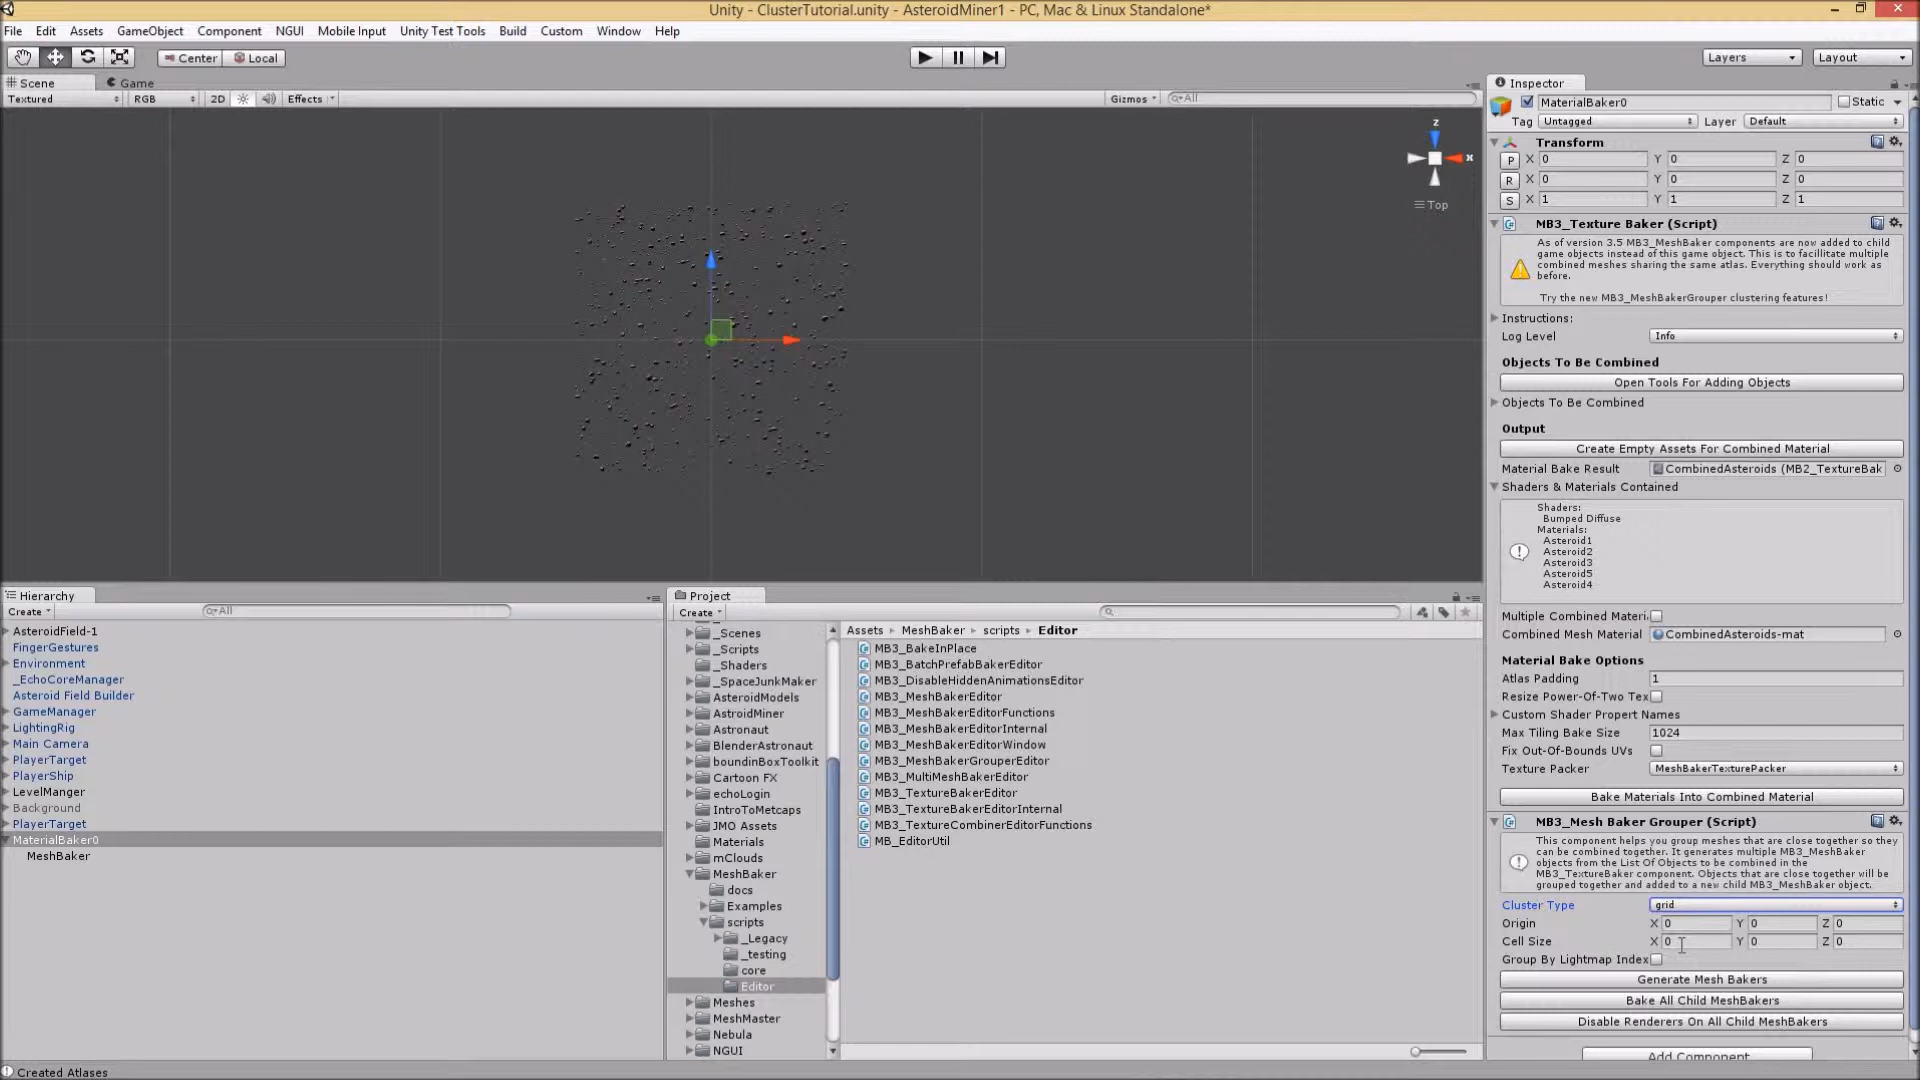 Unity - ClusterTutorial.unity - AsteroidMiner1 - PC, Mac & Linux Standalone*
File Edit Assets GameObject Component NGUI Mobile Input Unity Test Tools Build Custom Window Help
Center Local Layers Layout
Scene Game
Textured RGB 2D Effects Gizmos All
z
x
Top
Inspector
MaterialBaker0 Static
Tag Untagged Layer Default
Transform
P X 0 Y 0 Z 0
R X 0 Y 0 Z 0
S X 1 Y 1 Z 1
MB3_Texture Baker (Script)
As of version 3.5 MB3_MeshBaker components are now added to child
game objects instead of this game object. This is to facillitate multiple
combined meshes sharing the same atlas. Everything should work as
before.
Try the new MB3_MeshBakerGrouper clustering features!
Instructions:
Log Level Info
Objects To Be Combined
Open Tools For Adding Objects
Objects To Be Combined
Output
Create Empty Assets For Combined Material
Material Bake Result CombinedAsteroids (MB2_TextureBak
Shaders & Materials Contained
Shaders:
Bumped Diffuse
Materials:
Asteroid1
Asteroid2
Asteroid3
Asteroid5
Asteroid4
Multiple Combined Materi
Combined Mesh Material CombinedAsteroids-mat
Material Bake Options
Atlas Padding 1
Resize Power-Of-Two Tex
Custom Shader Propert Names
Max Tiling Bake Size 1024
Fix Out-Of-Bounds UVs
Texture Packer MeshBakerTexturePacker
Bake Materials Into Combined Material
MB3_Mesh Baker Grouper (Script)
This component helps you group meshes that are close together so they
can be combined together. It generates multiple MB3_MeshBaker
objects from the List Of Objects to be combined in the
MB3_TextureBaker component. Objects that are close together will be
grouped together and added to a new child MB3_MeshBaker object.
Cluster Type grid
Origin X 0 Y 0 Z 0
Cell Size X 0 Y 0 Z 0
Group By Lightmap Index
Generate Mesh Bakers
Bake All Child MeshBakers
Disable Renderers On All Child MeshBakers
Add Component
Hierarchy
Create All
AsteroidField-1
FingerGestures
Environment
_EchoCoreManager
Asteroid Field Builder
GameManager
LightingRig
Main Camera
PlayerTarget
PlayerShip
LevelManger
Background
PlayerTarget
MaterialBaker0
MeshBaker
Project
Create
_Scenes
_Scripts
_Shaders
_SpaceJunkMaker
AsteroidModels
AstroidMiner
Astronaut
BlenderAstronaut
boundinBoxToolkit
Cartoon FX
echoLogin
IntroToMetcaps
JMO Assets
Materials
mClouds
MeshBaker
docs
Examples
scripts
_Legacy
_testing
core
Editor
Meshes
MeshMaster
Nebula
NGUI
Assets MeshBaker scripts Editor
MB3_BakeInPlace
MB3_BatchPrefabBakerEditor
MB3_DisableHiddenAnimationsEditor
MB3_MeshBakerEditor
MB3_MeshBakerEditorFunctions
MB3_MeshBakerEditorInternal
MB3_MeshBakerEditorWindow
MB3_MeshBakerGrouperEditor
MB3_MultiMeshBakerEditor
MB3_TextureBakerEditor
MB3_TextureBakerEditorInternal
MB3_TextureCombinerEditorFunctions
MB_EditorUtil
Created Atlases